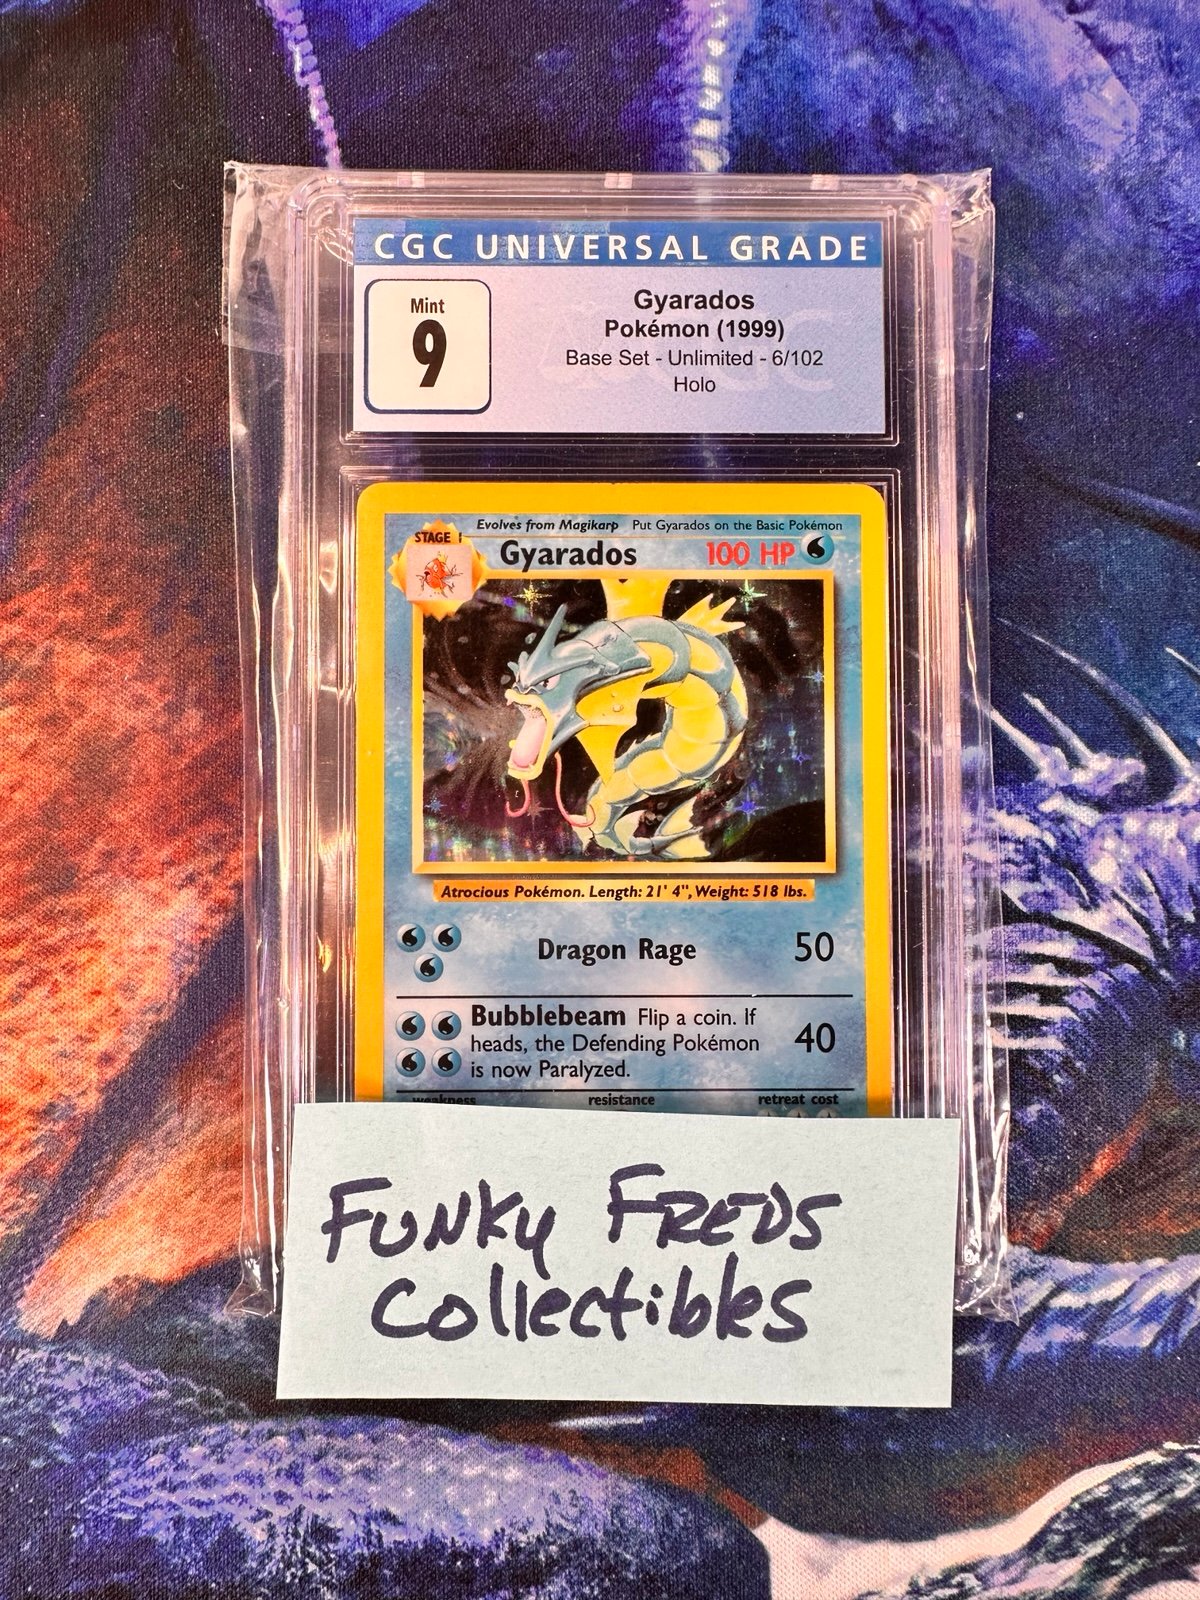 CGC UNIVERSAL GRADE
Mint
9
Gyarados
Pokémon (1999)
Base Set - Unlimited - 6/102
Holo
Evolves from Magikarp Put Gyarados on the Basic Pokémon
STAGE 1
Gyarados 100 HP
Atrocious Pokémon. Length: 21' 4", Weight: 518 lbs.
Dragon Rage 50
Bubblebeam Flip a coin. If
heads, the Defending Pokémon
is now Paralyzed.
40
weakness resistance retreat cost
FUNKy FREDS
Collectibles